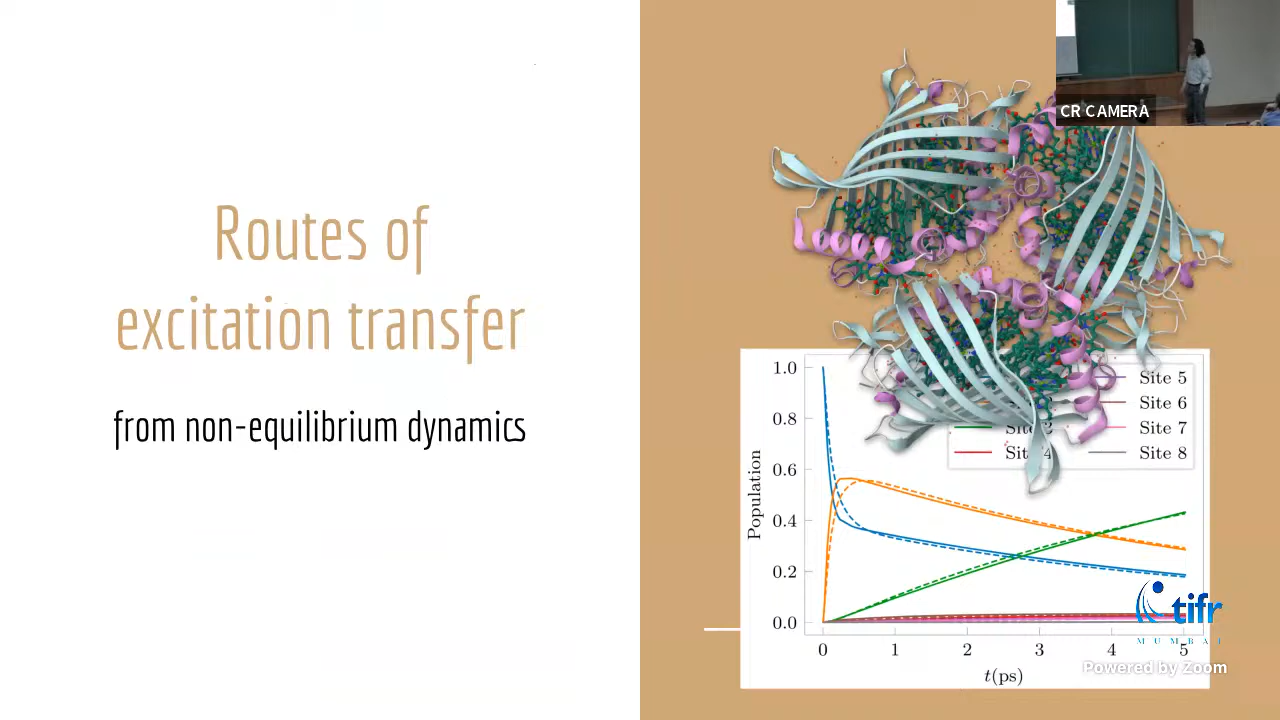 Routes of
excitation transfer
from non-equilibrium dynamics
CR CAMERA
1.0
0.8
0.6
0.4
0.2
0.0
Population
Site 5
Site 6
Site 7
Site 8
0 1 2 3 4 5
t(ps)
tifr
MUMBAI
Powered by Zoom